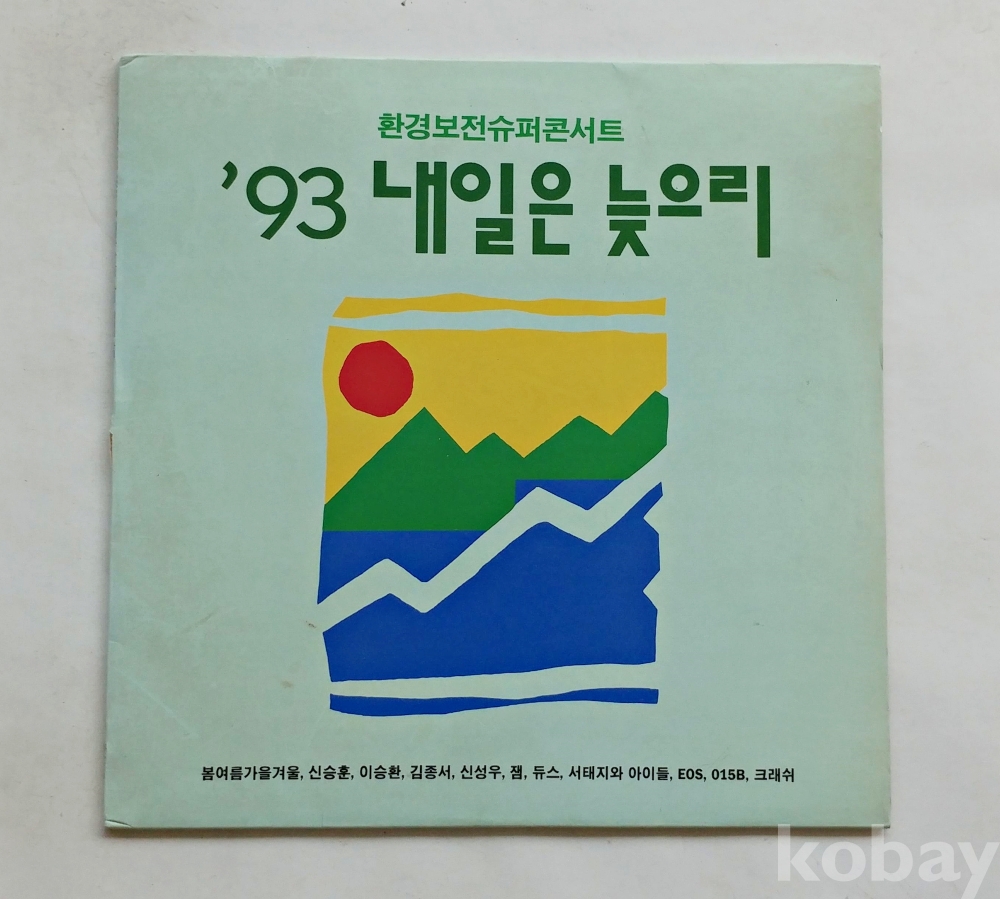 환경보전슈퍼콘서트
'93 내일은 늦으리
봄여름가을겨울, 신승훈, 이승환, 김종서, 신성우, 잼, 듀스, 서태지와 아이들, EOS, 015B, 크래쉬
kobay